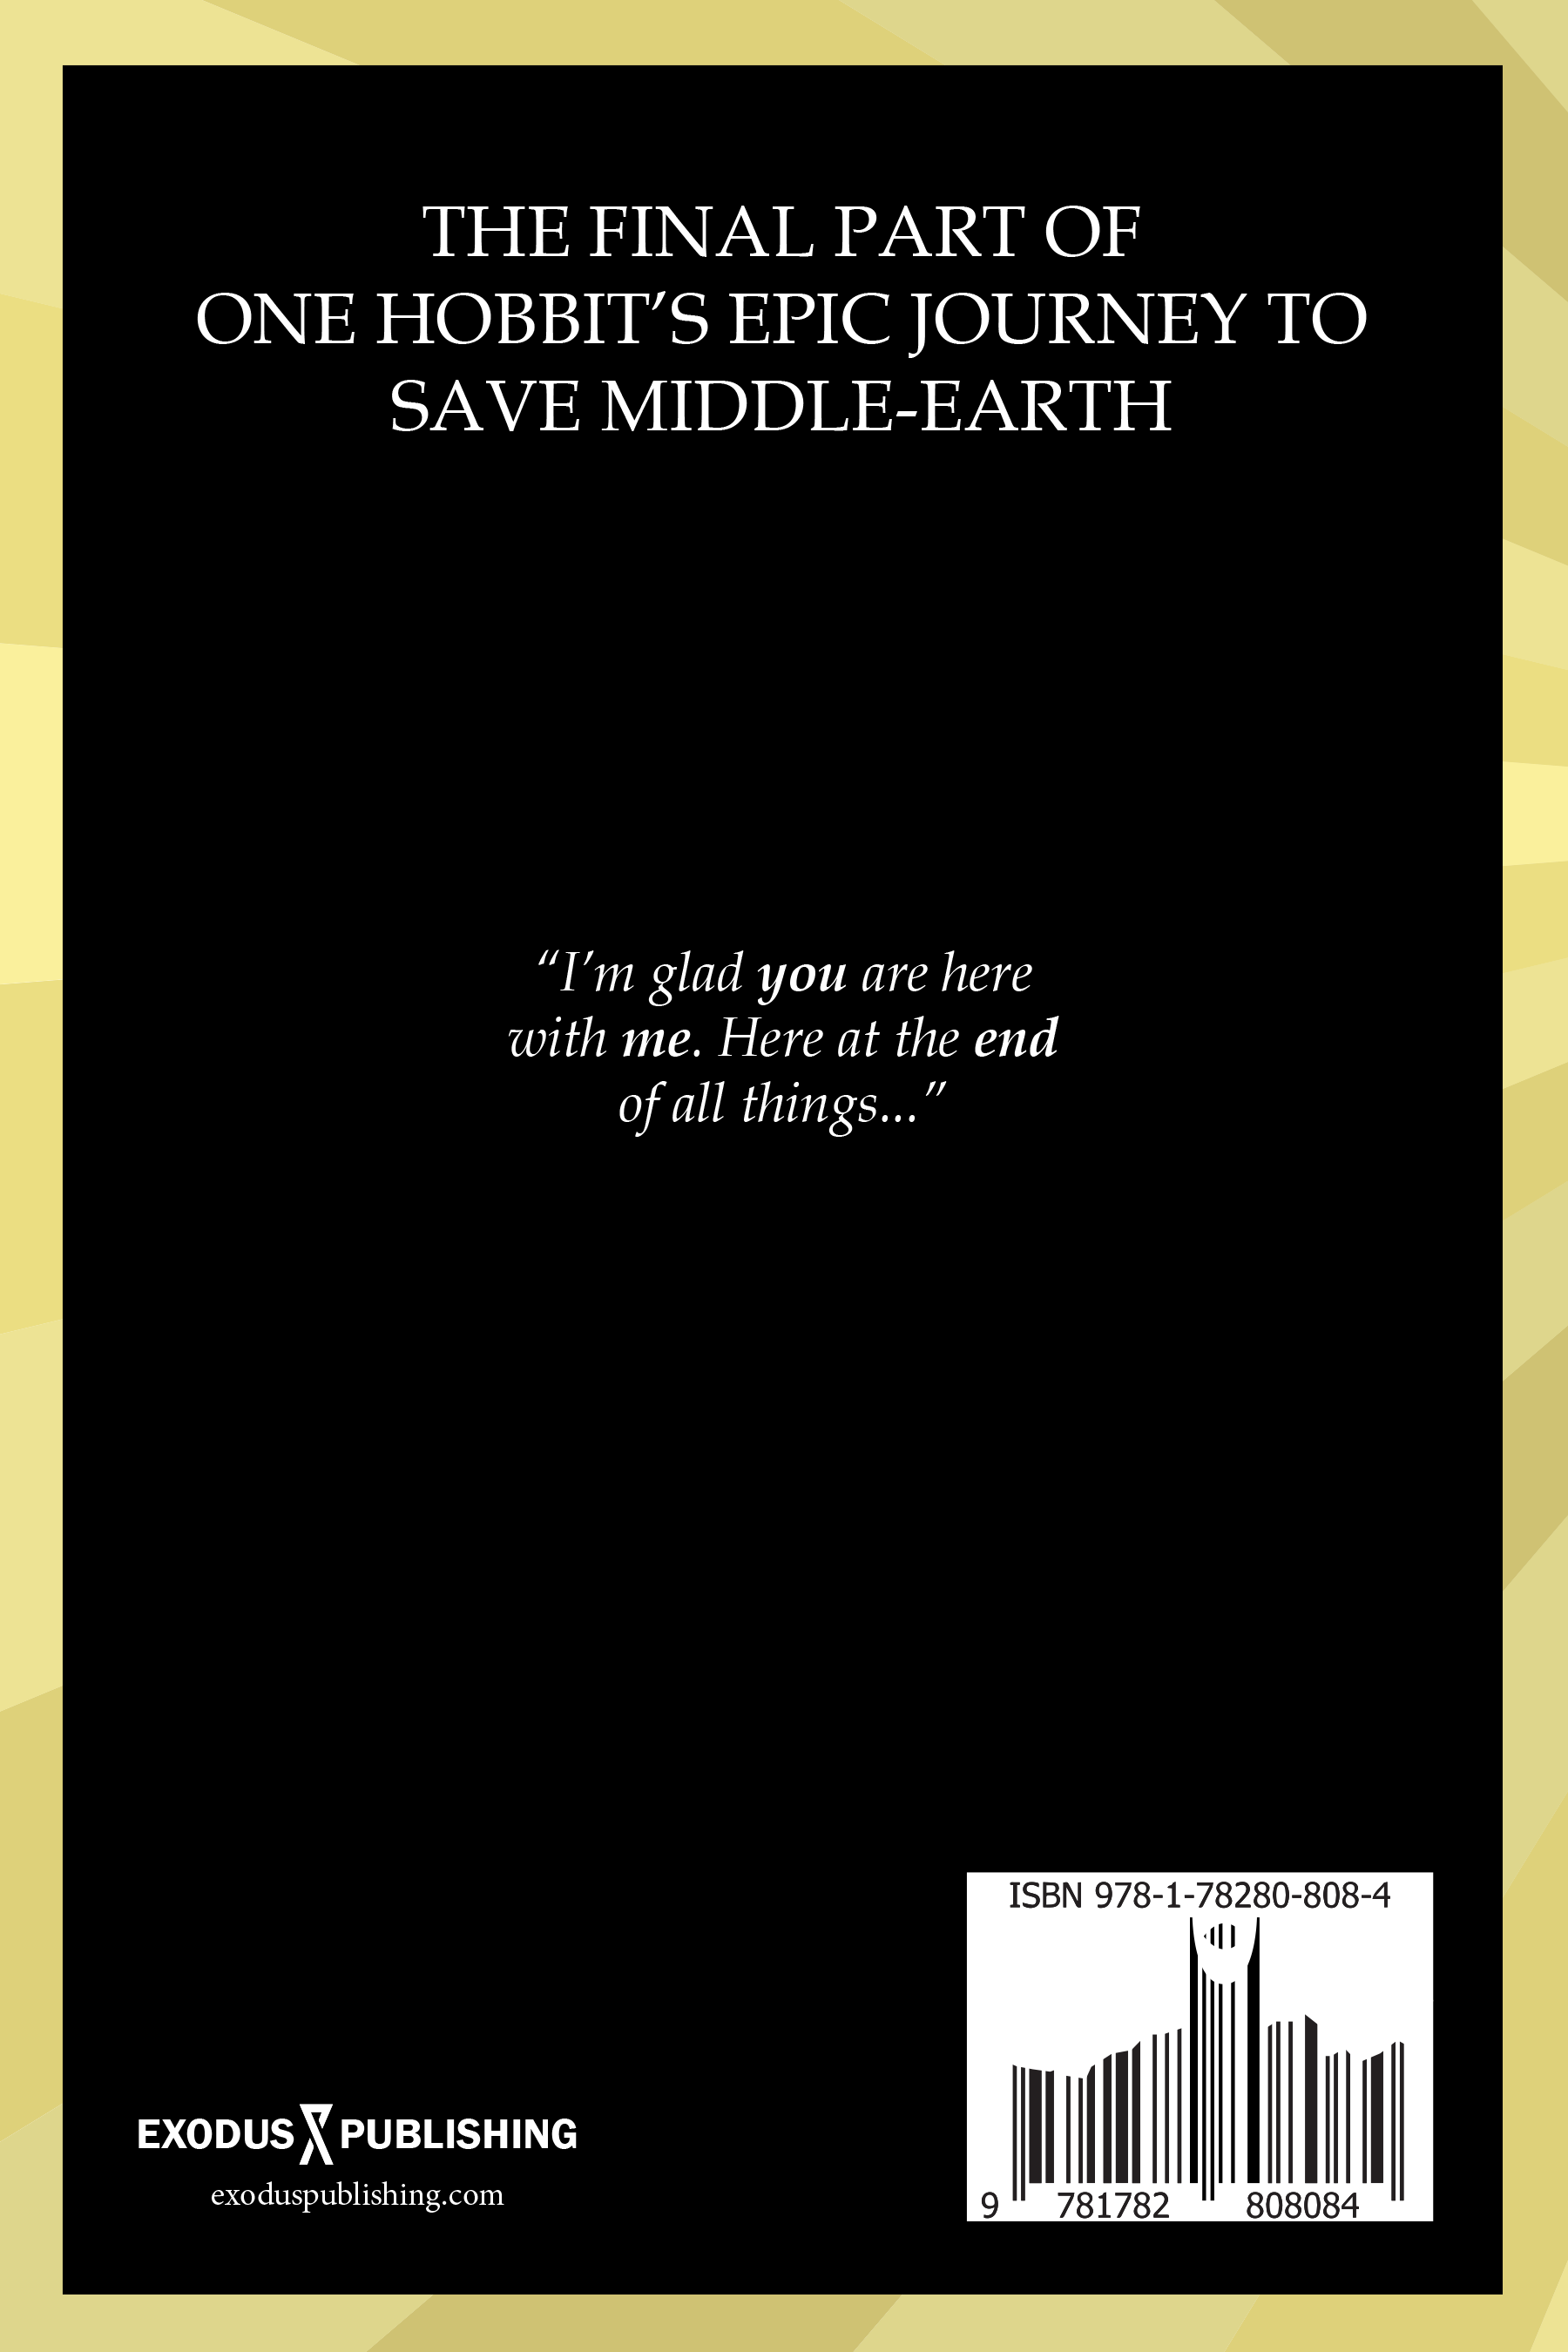 THE FINAL PART OF
ONE HOBBIT’S EPIC JOURNEY TO
SAVE MIDDLE-EARTH
“I’m glad you are here
with me. Here at the end
of all things...”
ISBN 978-1-78280-808-4
EXODUS PUBLISHING
exoduspublishing.com
9 781782 808084